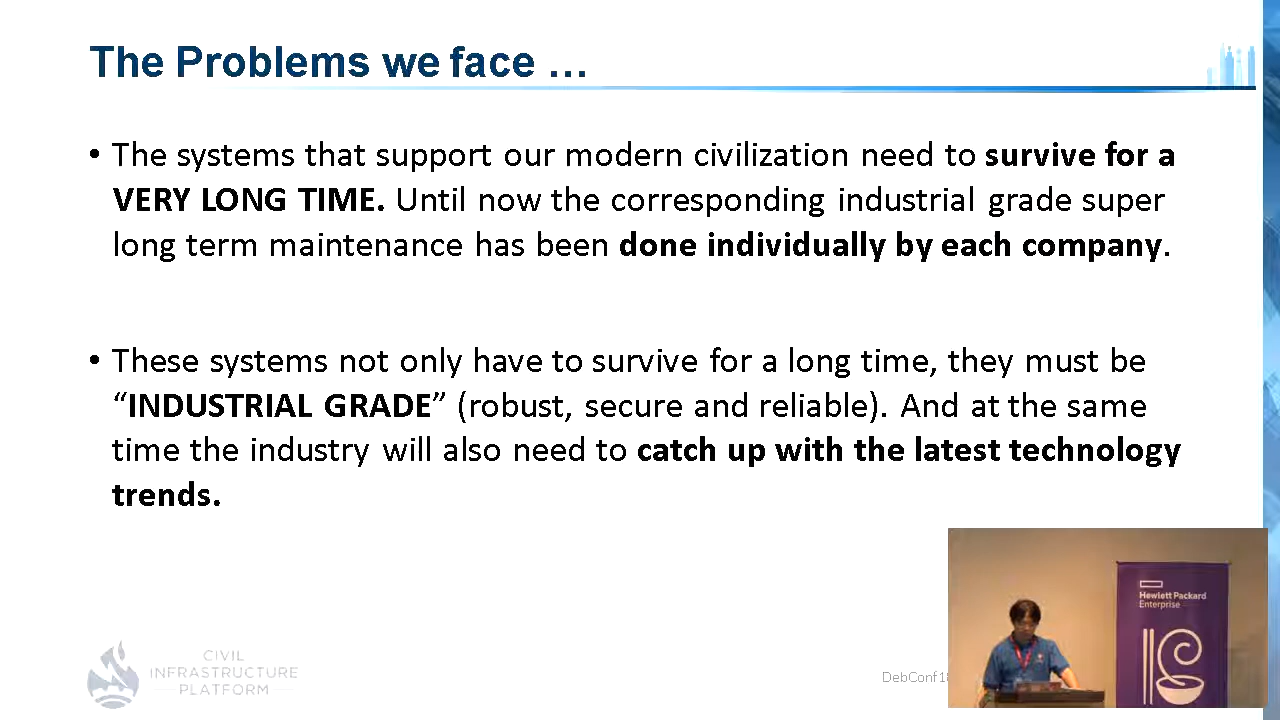 The Problems we face …
• The systems that support our modern civilization need to survive for a
VERY LONG TIME. Until now the corresponding industrial grade super
long term maintenance has been done individually by each company.
• These systems not only have to survive for a long time, they must be
“INDUSTRIAL GRADE” (robust, secure and reliable). And at the same
time the industry will also need to catch up with the latest technology
trends.
Hewlett Packard
Enterprise
CIVIL
INFRASTRUCTURE
PLATFORM